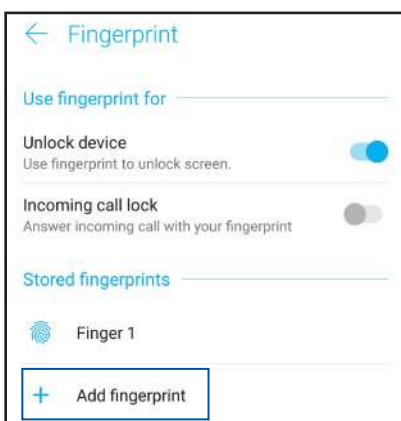 Fingerprint
Use fingerprint for
Unlock device
Use fingerprint to unlock screen.
Incoming call lock
Answer incoming call with your fingerprint
Stored fingerprints
Finger 1
Add fingerprint